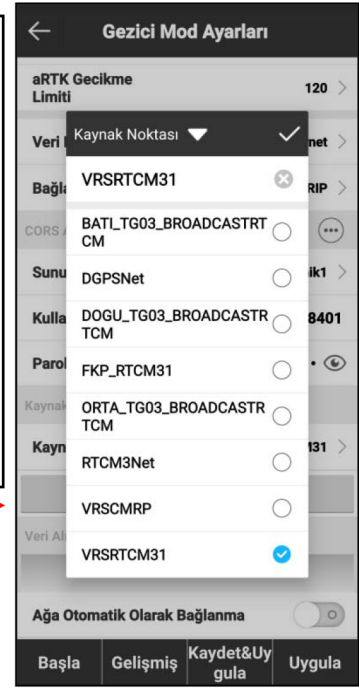 Gezici Mod Ayarları
aRTK Gecikme
Limiti
120
Veri
net
Kaynak Noktası
Bağla
RIP
VRSRTCM31
CORS A
BATI_TG03_BROADCASTRT
CM
Sunu
ik1
DGPSNet
Kulla
8401
DOGU_TG03_BROADCASTR
TCM
Parol
FKP_RTCM31
Kaynak
ORTA_TG03_BROADCASTR
TCM
Kayn
131
RTCM3Net
VRSCMRP
Veri Al
VRSRTCM31
Ağa Otomatik Olarak Bağlanma
Başla
Gelişmiş
Kaydet&Uy
gula
Uygula